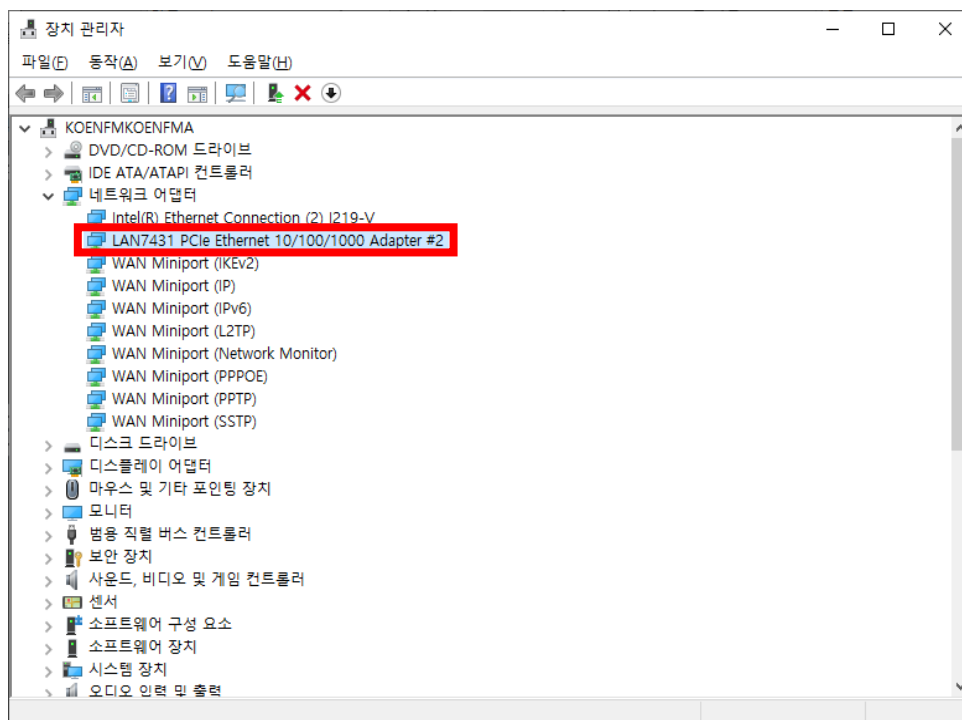 장치 관리자
파일(F) 동작(A) 보기(V) 도움말(H)
KOENFMKOENFMA
DVD/CD-ROM 드라이브
IDE ATA/ATAPI 컨트롤러
네트워크 어댑터
Intel(R) Ethernet Connection (2) I219-V
LAN7431 PCIe Ethernet 10/100/1000 Adapter #2
WAN Miniport (IKEv2)
WAN Miniport (IP)
WAN Miniport (IPv6)
WAN Miniport (L2TP)
WAN Miniport (Network Monitor)
WAN Miniport (PPPOE)
WAN Miniport (PPTP)
WAN Miniport (SSTP)
디스크 드라이브
디스플레이 어댑터
마우스 및 기타 포인팅 장치
모니터
범용 직렬 버스 컨트롤러
보안 장치
사운드, 비디오 및 게임 컨트롤러
센서
소프트웨어 구성 요소
소프트웨어 장치
시스템 장치
오디오 입력 및 출력